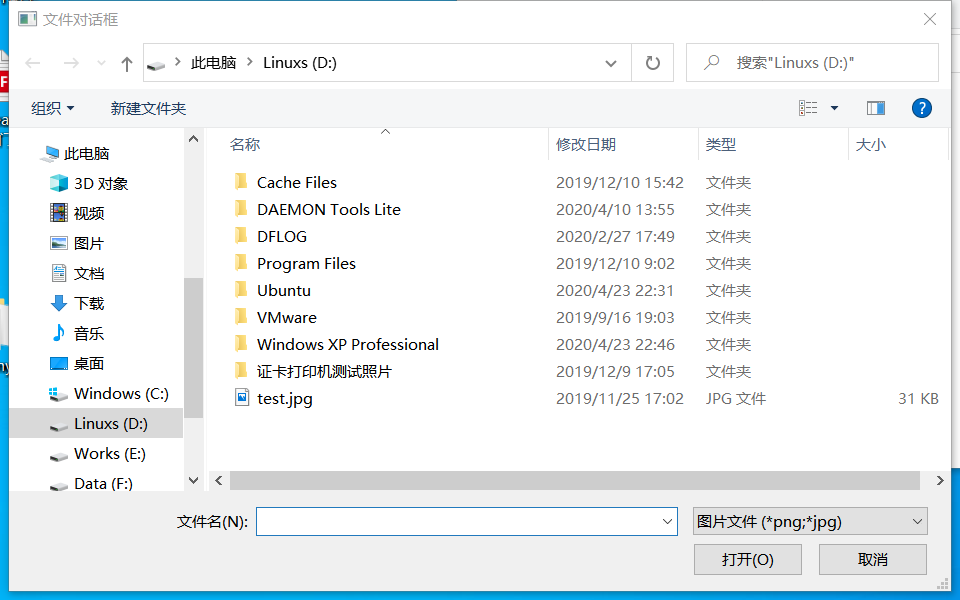 文件对话框
此电脑 Linuxs (D:)
搜索"Linuxs (D:)"
组织 新建文件夹
名称 修改日期 类型 大小
此电脑
3D 对象
视频
图片
文档
下载
音乐
桌面
Windows (C:)
Linuxs (D:)
Works (E:)
Data (F:)
Cache Files 2019/12/10 15:42 文件夹
DAEMON Tools Lite 2020/4/10 13:55 文件夹
DFLOG 2020/2/27 17:49 文件夹
Program Files 2019/12/10 9:02 文件夹
Ubuntu 2020/4/23 22:31 文件夹
VMware 2019/9/16 19:03 文件夹
Windows XP Professional 2020/4/23 22:46 文件夹
证卡打印机测试照片 2019/12/9 17:05 文件夹
test.jpg 2019/11/25 17:02 JPG 文件 31 KB
文件名(N): 图片文件 (*png;*jpg)
打开(O) 取消